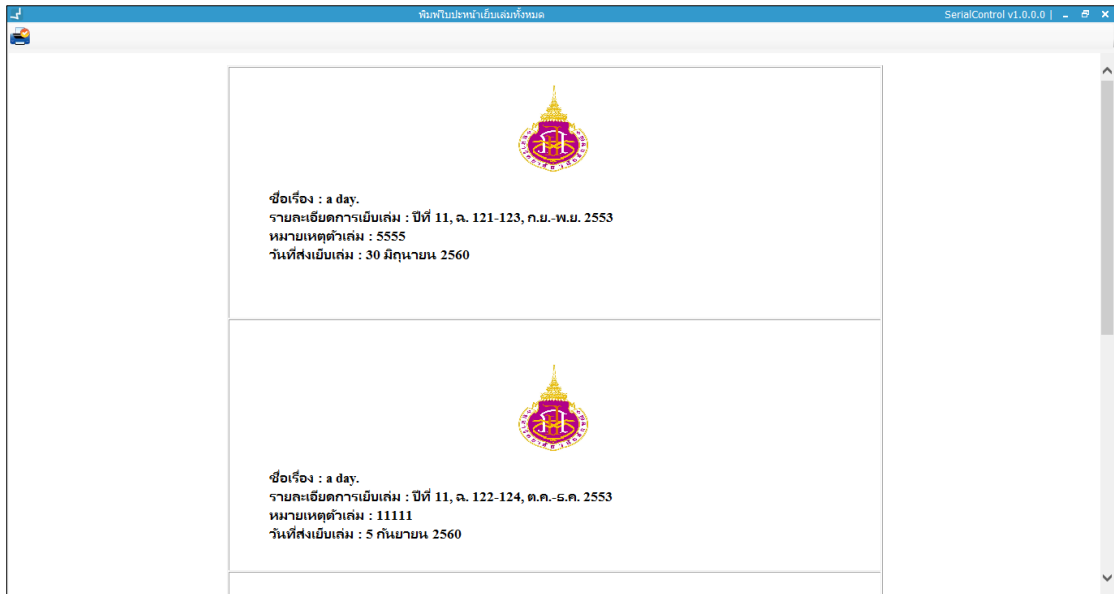 พิมพ์ใบปะหน้าเย็บเล่มทั้งหมด SerialControl v1.0.0.0 |
ชื่อเรื่อง : a day.
รายละเอียดการเย็บเล่ม : ปีที่ 11, ฉ. 121-123, ก.ย.-พ.ย. 2553
หมายเหตุตัวเล่ม : 5555
วันที่ส่งเย็บเล่ม : 30 มิถุนายน 2560
ชื่อเรื่อง : a day.
รายละเอียดการเย็บเล่ม : ปีที่ 11, ฉ. 122-124, ต.ค.-ธ.ค. 2553
หมายเหตุตัวเล่ม : 11111
วันที่ส่งเย็บเล่ม : 5 กันยายน 2560